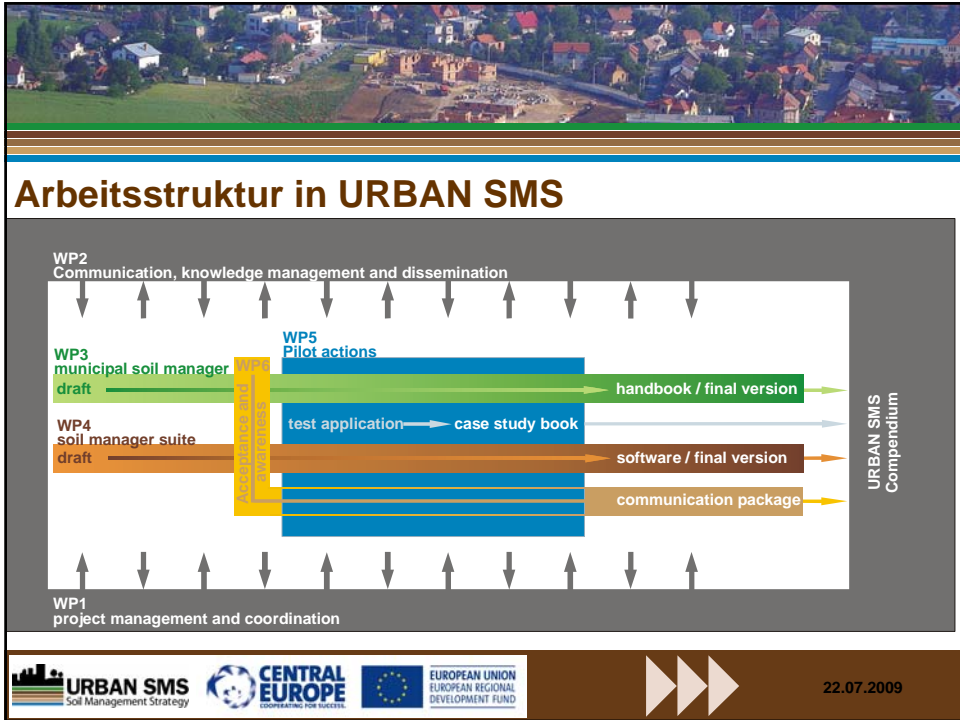 Arbeitsstruktur in URBAN SMS
WP2
Communication, knowledge management and dissemination
WP5
Pilot actions
WP3
municipal soil manager
WP6
draft
handbook / final version
Acceptance and
awareness
test application
case study book
WP4
soil manager suite
draft
software / final version
communication package
URBAN SMS
Compendium
WP1
project management and coordination
URBAN SMS
Soil Management Strategy
CENTRAL
EUROPE
COOPERATING FOR SUCCESS.
EUROPEAN UNION
EUROPEAN REGIONAL
DEVELOPMENT FUND
22.07.2009